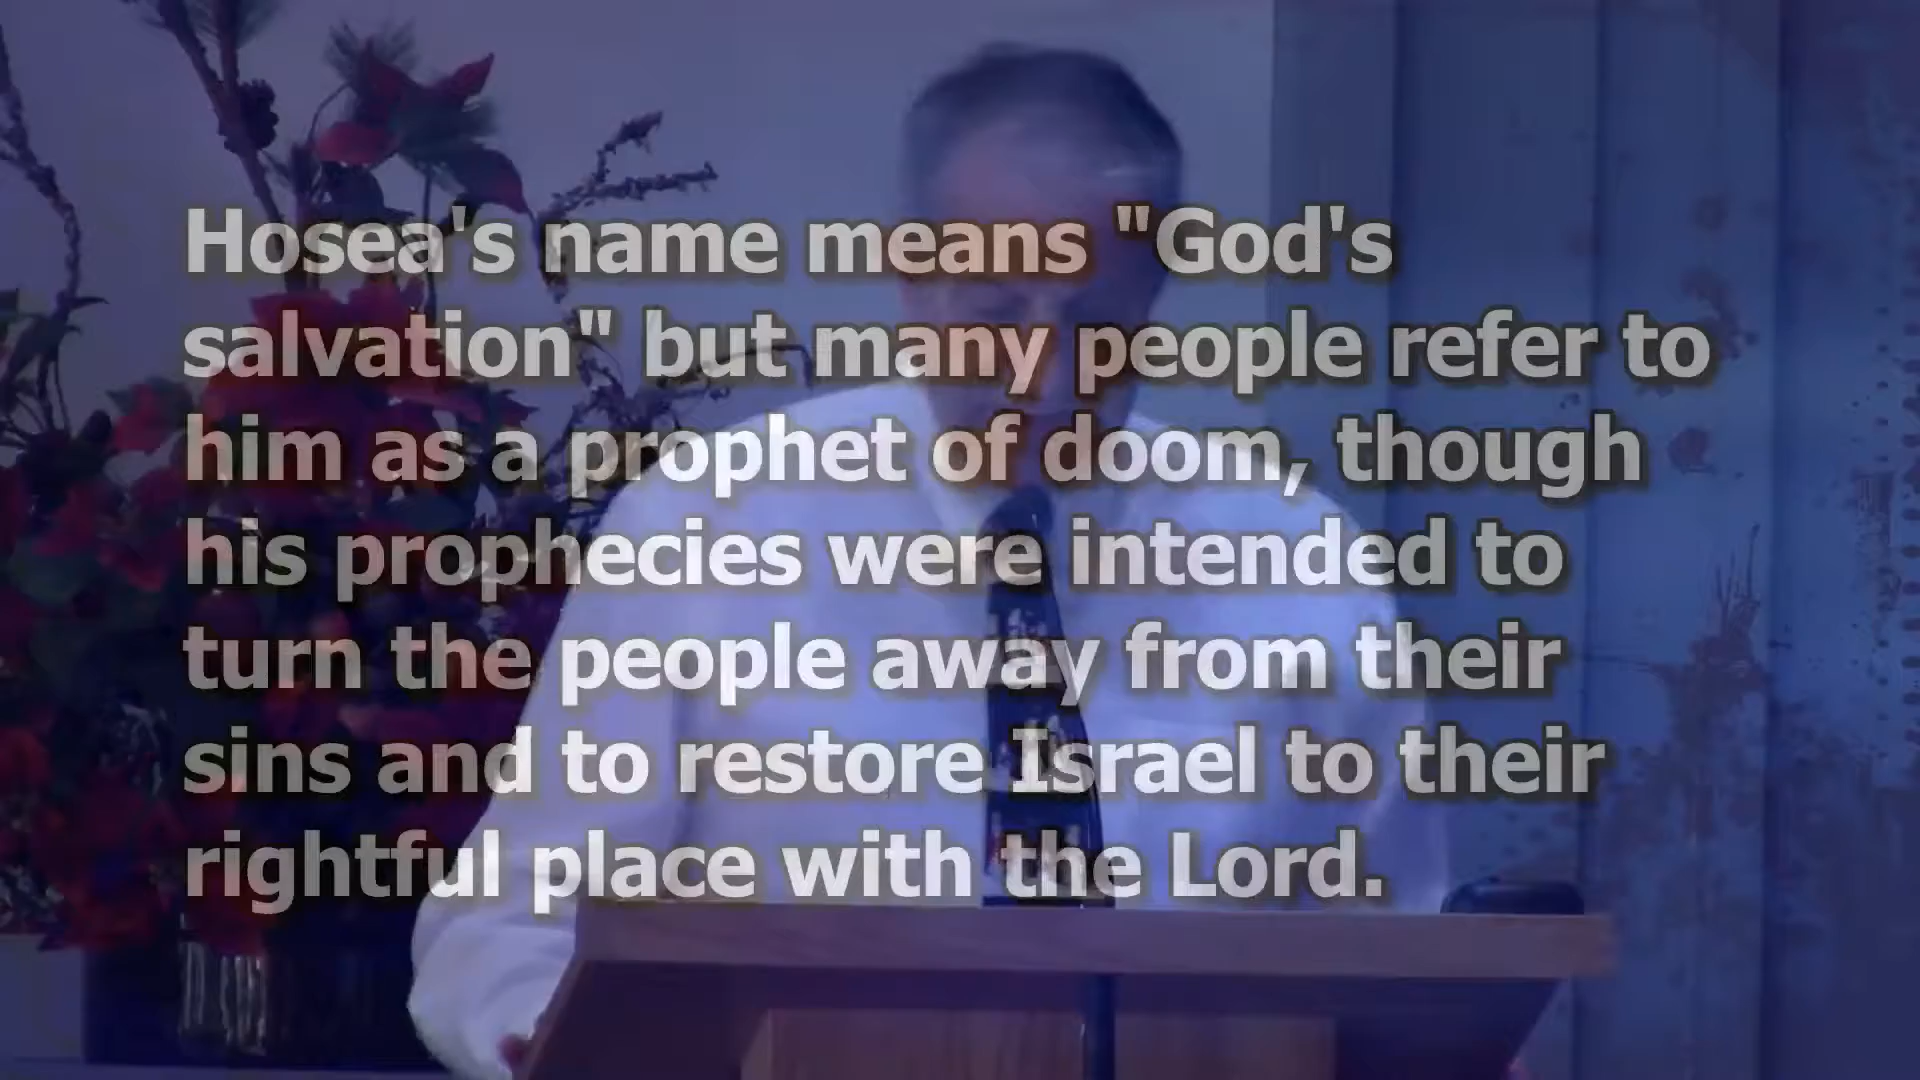 Hosea's name means "God's
salvation" but many people refer to
him as a prophet of doom, though
his prophecies were intended to
turn the people away from their
sins and to restore Israel to their
rightful place with the Lord.